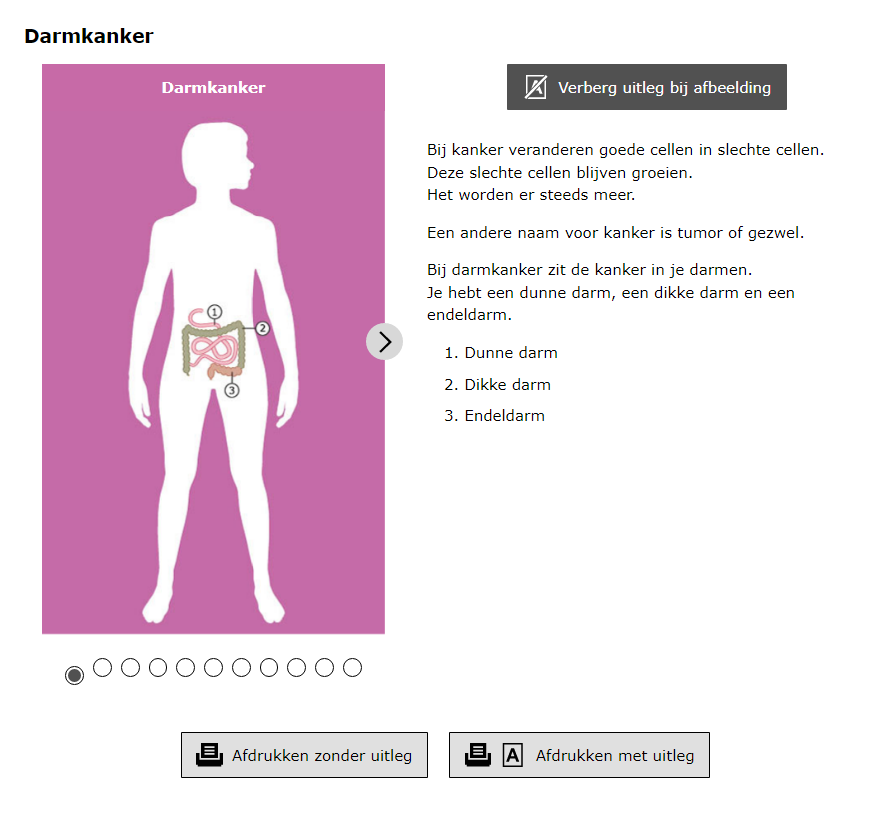 Darmkanker
Darmkanker
1
2
3
Verberg uitleg bij afbeelding
Bij kanker veranderen goede cellen in slechte cellen.
Deze slechte cellen blijven groeien.
Het worden er steeds meer.
Een andere naam voor kanker is tumor of gezwel.
Bij darmkanker zit de kanker in je darmen.
Je hebt een dunne darm, een dikke darm en een
endeldarm.
1. Dunne darm
2. Dikke darm
3. Endeldarm
Afdrukken zonder uitleg
A Afdrukken met uitleg